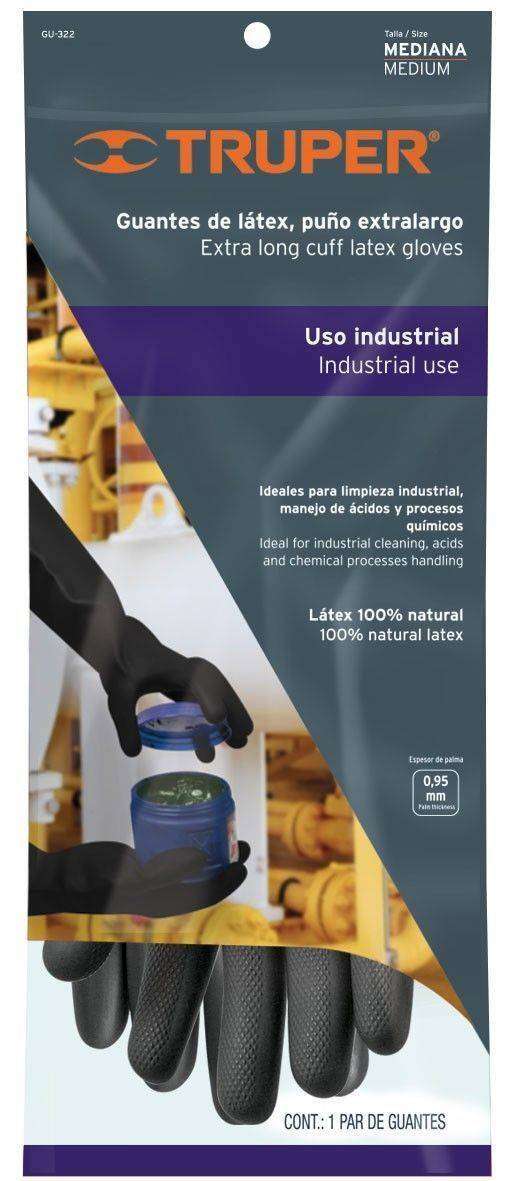 GU-322
Talla / Size
MEDIANA
MEDIUM
TRUPER®
Guantes de látex, puño extralargo
Extra long cuff latex gloves
Uso industrial
Industrial use
Ideales para limpieza industrial,
manejo de ácidos y procesos
químicos
Ideal for industrial cleaning, acids
and chemical processes handling
Látex 100% natural
100% natural latex
Espesor de palma
0,95
mm
Palm thickness
CONT.: 1 PAR DE GUANTES